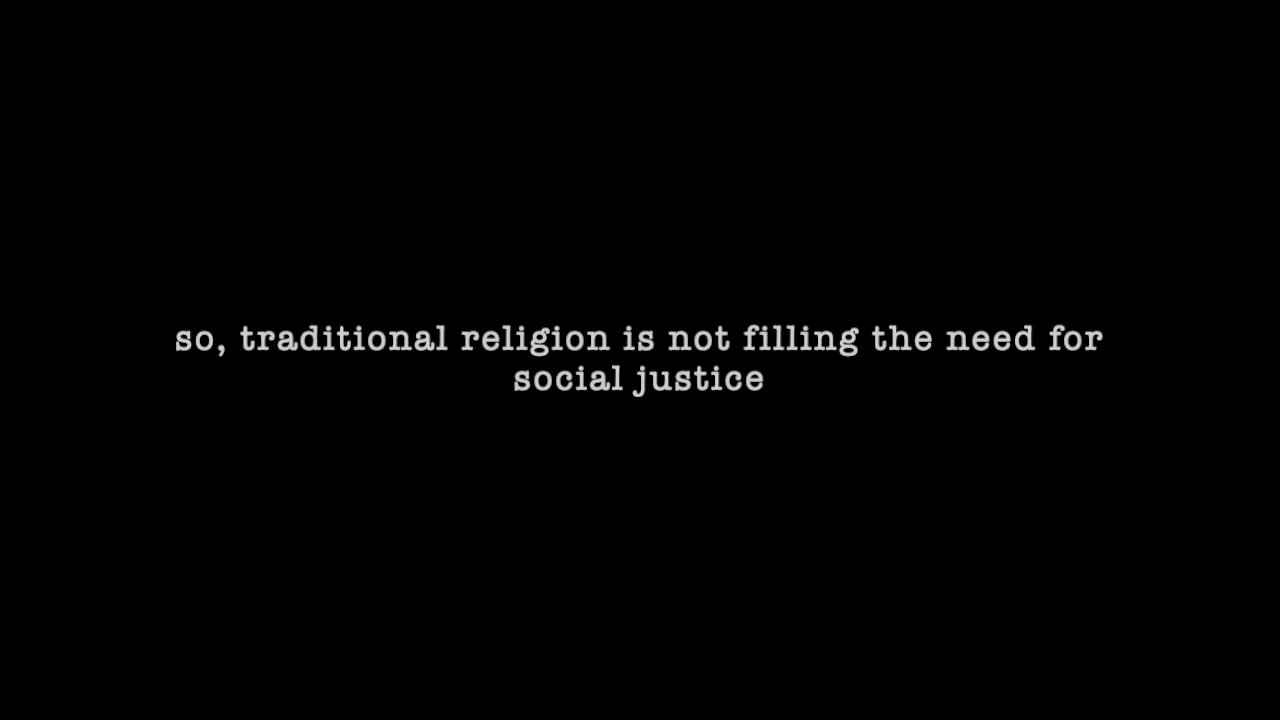 so, traditional religion is not filling the need for
social justice